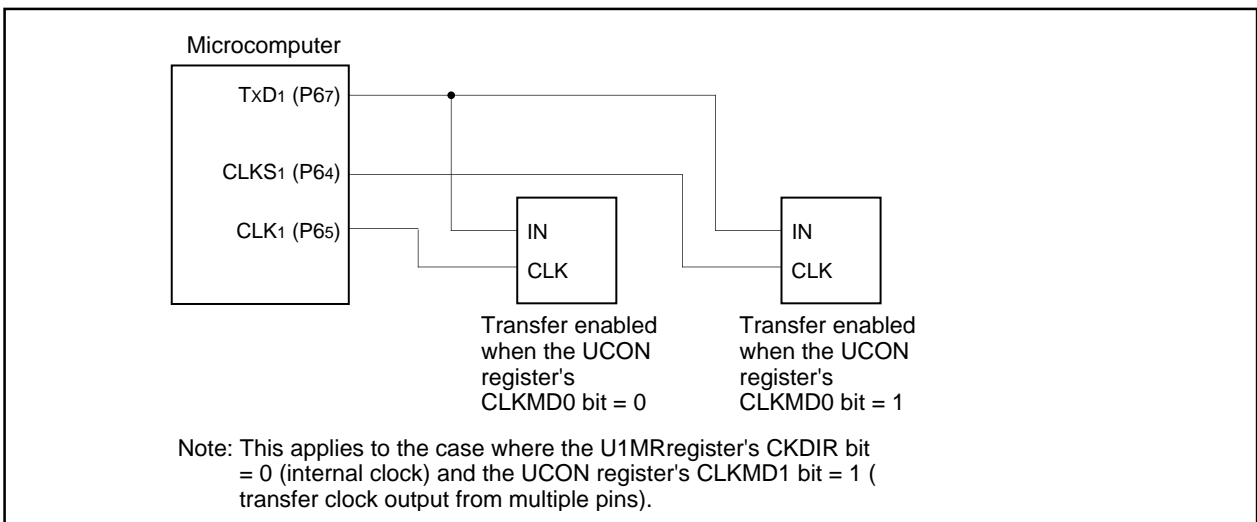 Microcomputer
TXD1 (P67)
CLKS1 (P64)
CLK1 (P65)
IN
CLK
IN
CLK
Transfer enabled
when the UCON
register's
CLKMD0 bit = 0
Transfer enabled
when the UCON
register's
CLKMD0 bit = 1
Note: This applies to the case where the U1MRregister's CKDIR bit
= 0 (internal clock) and the UCON register's CLKMD1 bit = 1 (
transfer clock output from multiple pins).